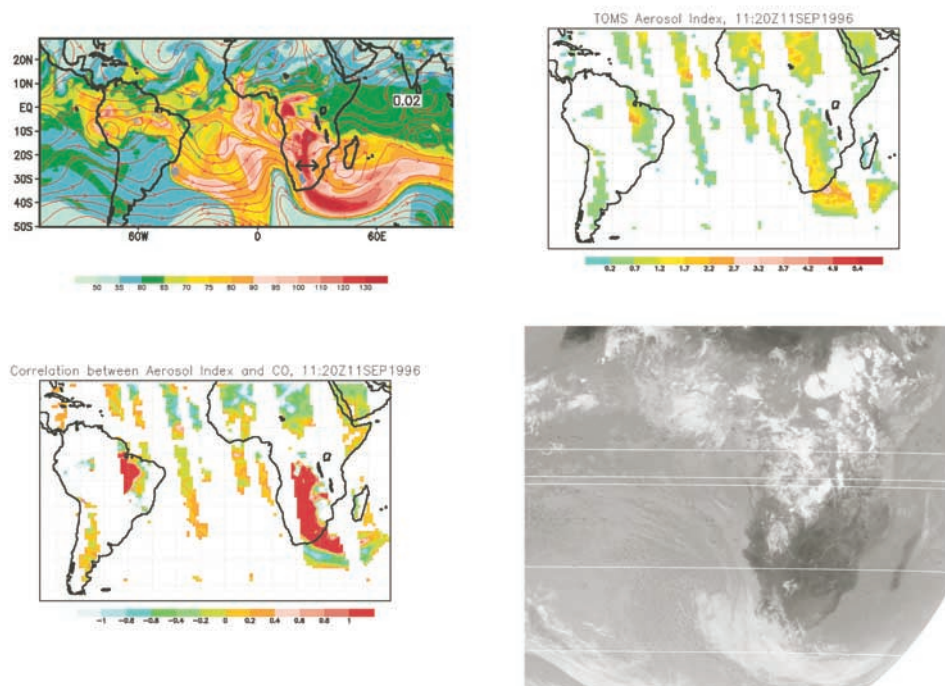 TOMS Aerosol Index, 11:20Z11SEP1996
20N
10N
EQ
10S
20S
30S
40S
50S
0.02
60W 0 60E
50 55 60 65 70 75 80 90 95 100 110 120 130
0.2 0.7 1.2 1.7 2.2 2.7 3.2 3.7 4.2 4.9 5.4
Correlation between Aerosol Index and CO, 11:20Z11SEP1996
-1 -0.8 -0.6 -0.4 -0.2 0 0.2 0.4 0.6 0.8 1